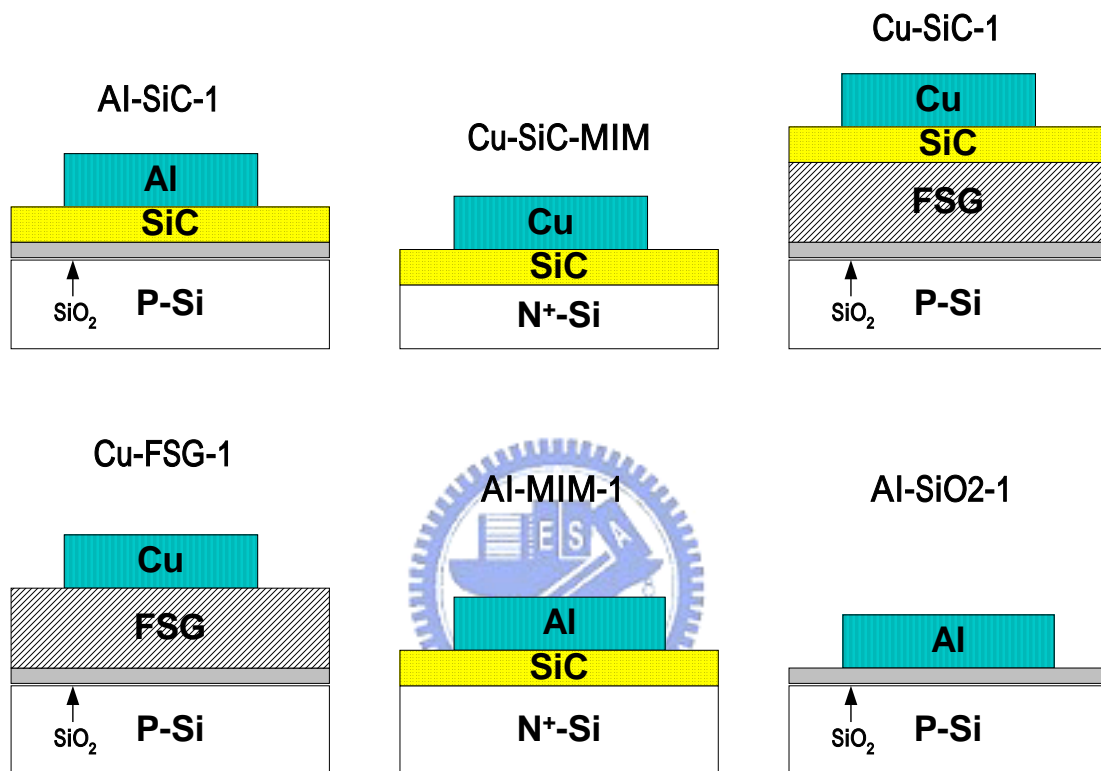 Al-SiC-1
Al
SiC
SiO₂
P-Si
Cu-SiC-MIM
Cu
SiC
N⁺-Si
Cu-SiC-1
Cu
SiC
FSG
SiO₂
P-Si
Cu-FSG-1
Cu
FSG
SiO₂
P-Si
Al-MIM-1
ESA
Al
SiC
N⁺-Si
Al-SiO2-1
Al
SiO₂
P-Si